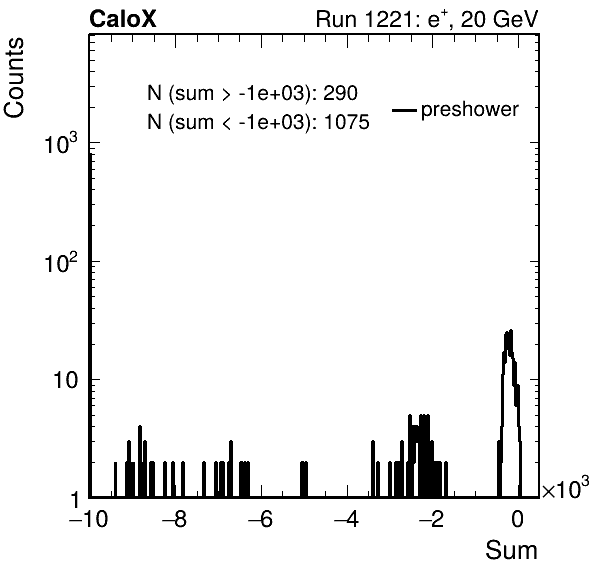 CaloX Run 1221: e⁺, 20 GeV
Counts
N (sum > -1e+03): 290
N (sum < -1e+03): 1075
preshower
10³
10²
10
1
−10 −8 −6 −4 −2 0 ×10³
Sum